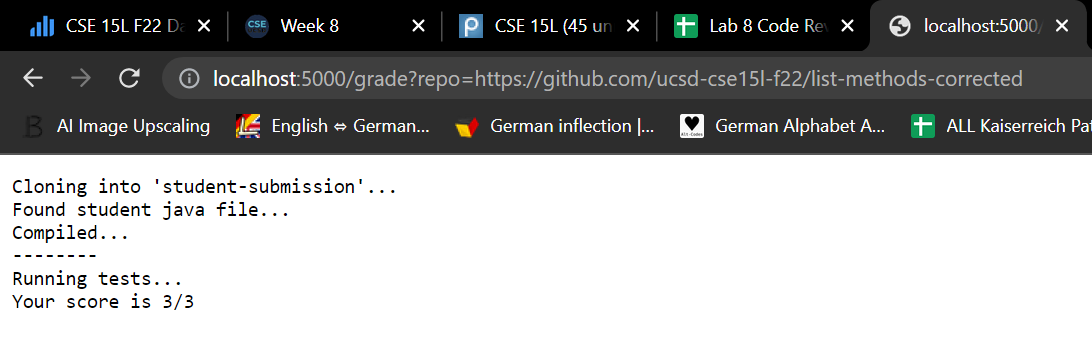 CSE 15L F22 Da
Week 8
CSE 15L (45 un
Lab 8 Code Rev
localhost:5000/
localhost:5000/grade?repo=https://github.com/ucsd-cse15l-f22/list-methods-corrected
AI Image Upscaling
English ⇔ German...
German inflection |...
German Alphabet A...
ALL Kaiserreich Pat
Cloning into 'student-submission'...
Found student java file...
Compiled...
--------
Running tests...
Your score is 3/3